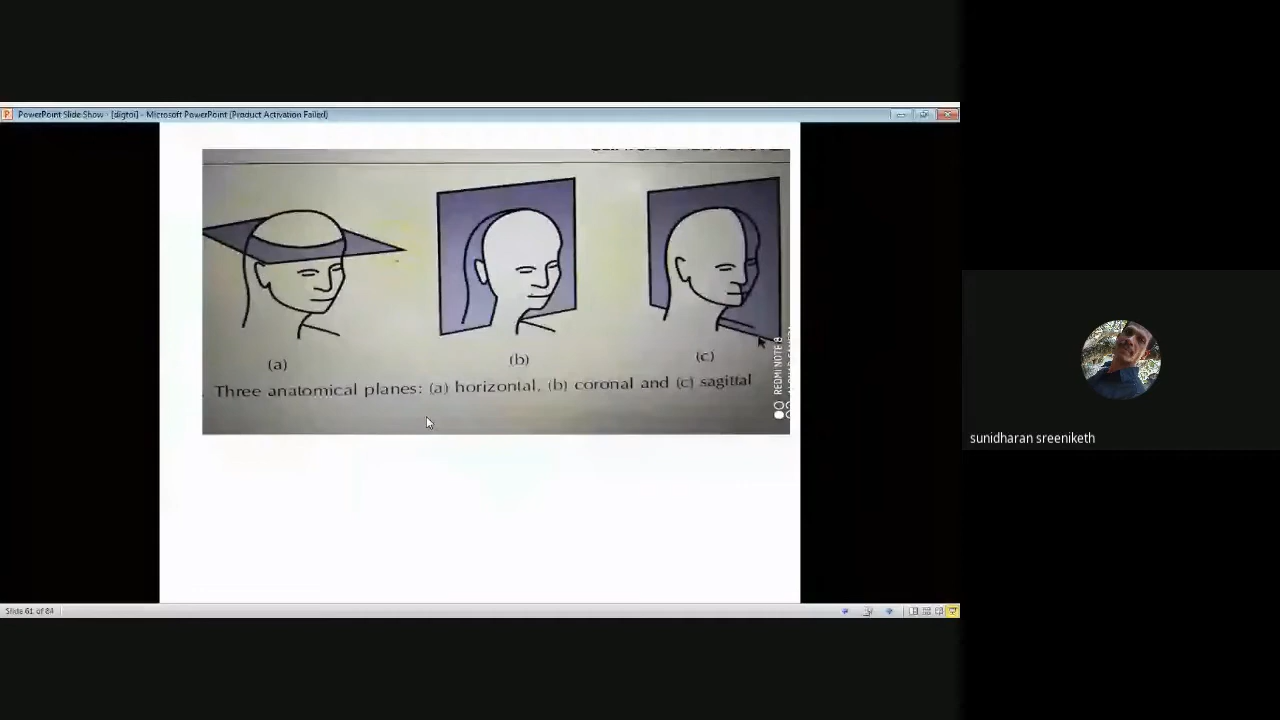 PowerPoint Slide Show - [digtoi] - Microsoft PowerPoint (Product Activation Failed)
(a)
(b)
(c)
Three anatomical planes: (a) horizontal, (b) coronal and (c) sagittal
REDMI NOTE 8
sunidharan sreeniketh
Slide 61 of 84